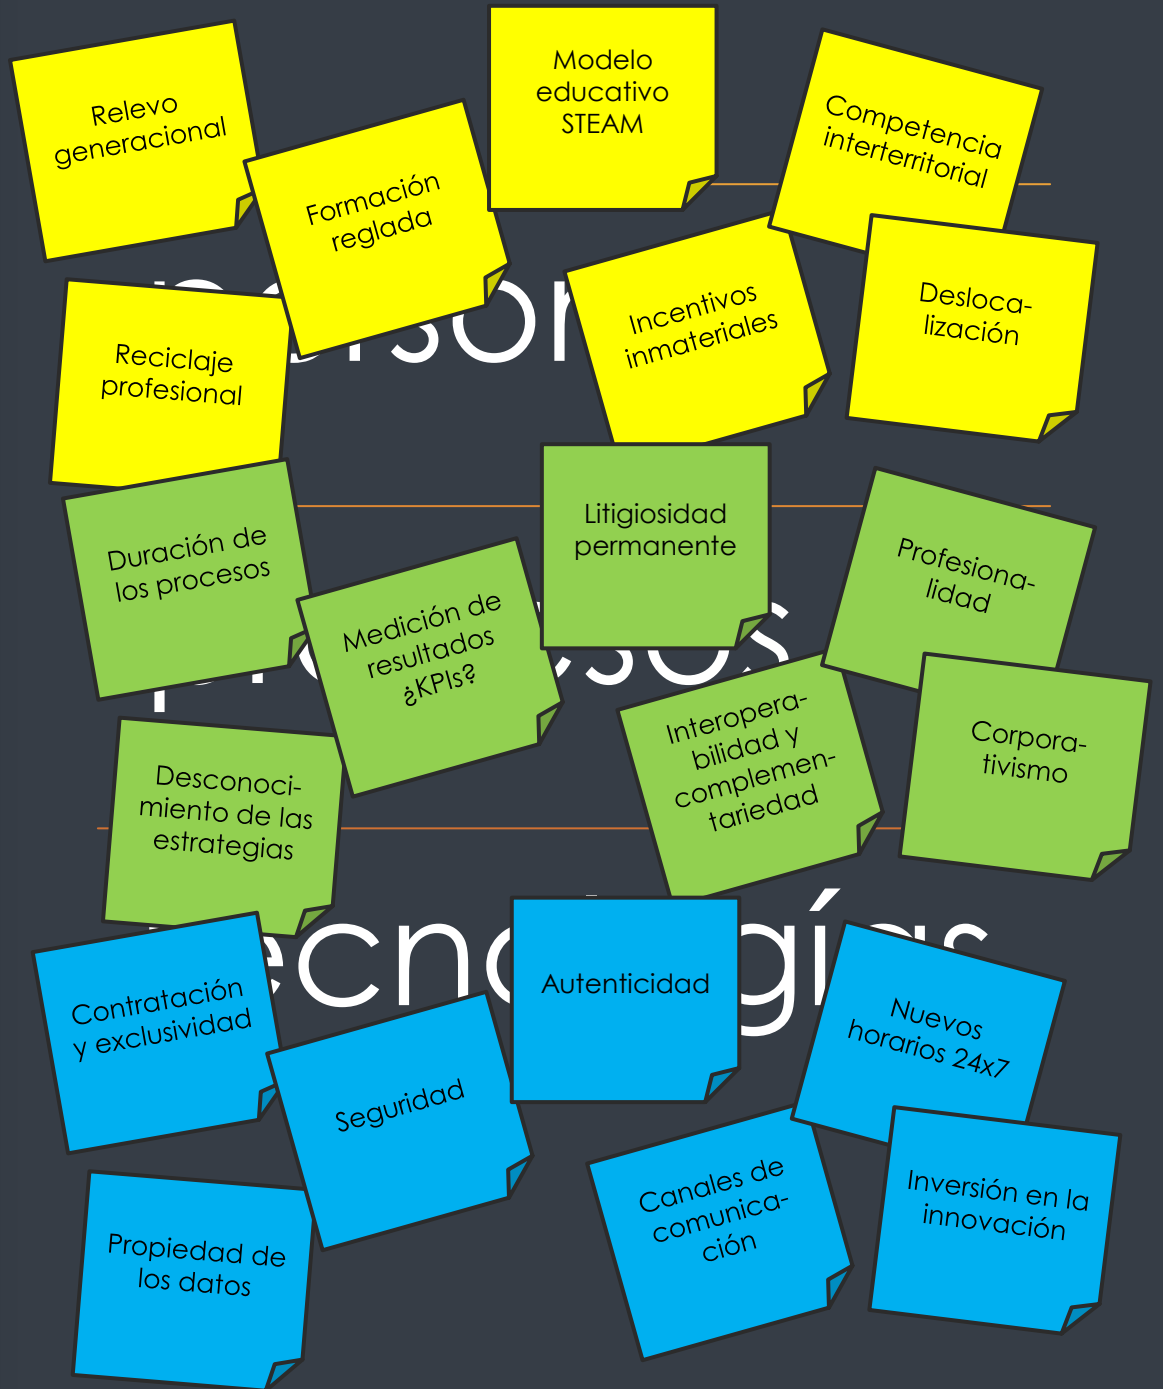 Relevo
generacional
Formación
reglada
Modelo
educativo
STEAM
Competencia
interterritorial
Reciclaje
profesional
Incentivos
inmateriales
Desloca-
lización
Duración de
los procesos
Medición de
resultados
¿KPIs?
Litigiosidad
permanente
Profesiona-
lidad
Desconoci-
miento de las
estrategias
Interopera-
bilidad y
complemen-
tariedad
Corpora-
tivismo
Contratación
y exclusividad
Seguridad
Autenticidad
Nuevos
horarios 24x7
Propiedad de
los datos
Canales de
comunica-
ción
Inversión en la
innovación